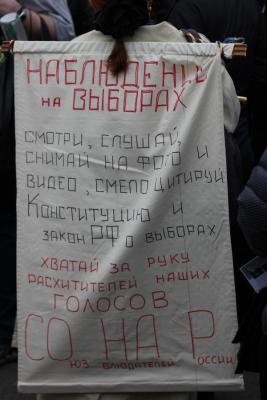 НАБЛЮДЕНИЕ
НА ВЫБОРАХ
СМОТРИ, СЛУШАЙ,
СНИМАЙ НА ФОТО И
ВИДЕО, СМЕЛО ЦИТИРУЙ
КОНСТИТУЦИЮ И
ЗАКОН РФ О ВЫБОРАХ
ХВАТАЙ ЗА РУКУ
РАСХИТИТЕЛЕЙ НАШИХ
ГОЛОСОВ
СО НА Р
ЮЗ БЛЮДАТЕЛЕЙ ОССИИ